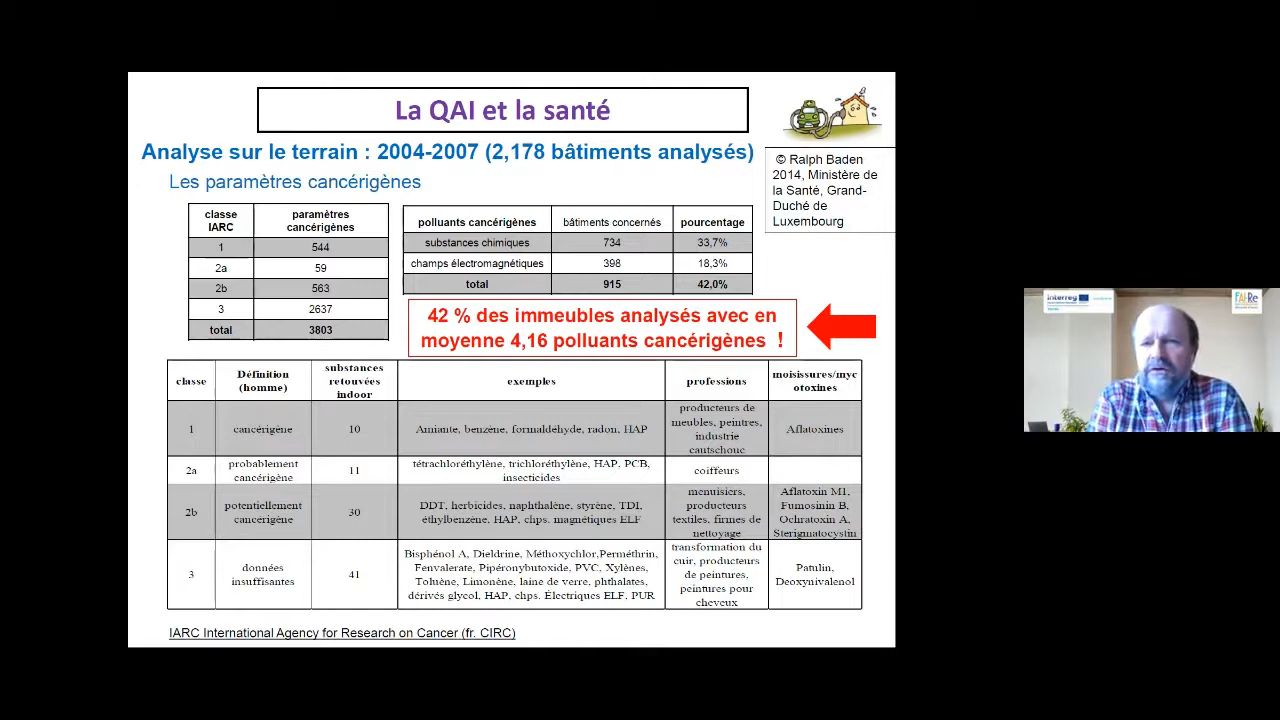 La QAI et la santé
Analyse sur le terrain : 2004-2007 (2,178 bâtiments analysés)
Les paramètres cancérigènes
© Ralph Baden
2014, Ministère de
la Santé, Grand-
Duché de
Luxembourg
classe IARC paramètres cancérigènes
1 544
2a 59
2b 563
3 2637
total 3803
polluants cancérigènes bâtiments concernés pourcentage
substances chimiques 734 33,7%
champs électromagnétiques 398 18,3%
total 915 42,0%
42 % des immeubles analysés avec en
moyenne 4,16 polluants cancérigènes !
classe Définition (homme) substances retouvées indoor exemples professions moisissures/myc otoxines
1 cancérigène 10 Amiante, benzène, formaldéhyde, radon, HAP producteurs de meubles, peintres, industrie cautschouc Aflatoxines
2a probablement cancérigène 11 tétrachloréthylène, trichloréthylène, HAP, PCB, insecticides coiffeurs
2b potentiellement cancérigène 30 DDT, herbicides, naphthalène, styrène, TDI, éthylbenzène, HAP, chps. magnétiques ELF menuisiers, producteurs textiles, firmes de nettoyage Aflatoxin M1, Fumosinin B, Ochratoxin A, Sterigmatocystin
3 données insuffisantes 41 Bisphénol A, Dieldrine, Méthoxychlor,Perméthrin, Fenvalerate, Pipéronybutoxide, PVC, Xylènes, Toluène, Limonène, laine de verre, phthalates, dérivés glycol, HAP, chps. Électriques ELF, PUR transformation du cuir, producteurs de peintures, peintures pour cheveux Patulin, Deoxynivalenol
IARC International Agency for Research on Cancer (fr. CIRC)
interreg